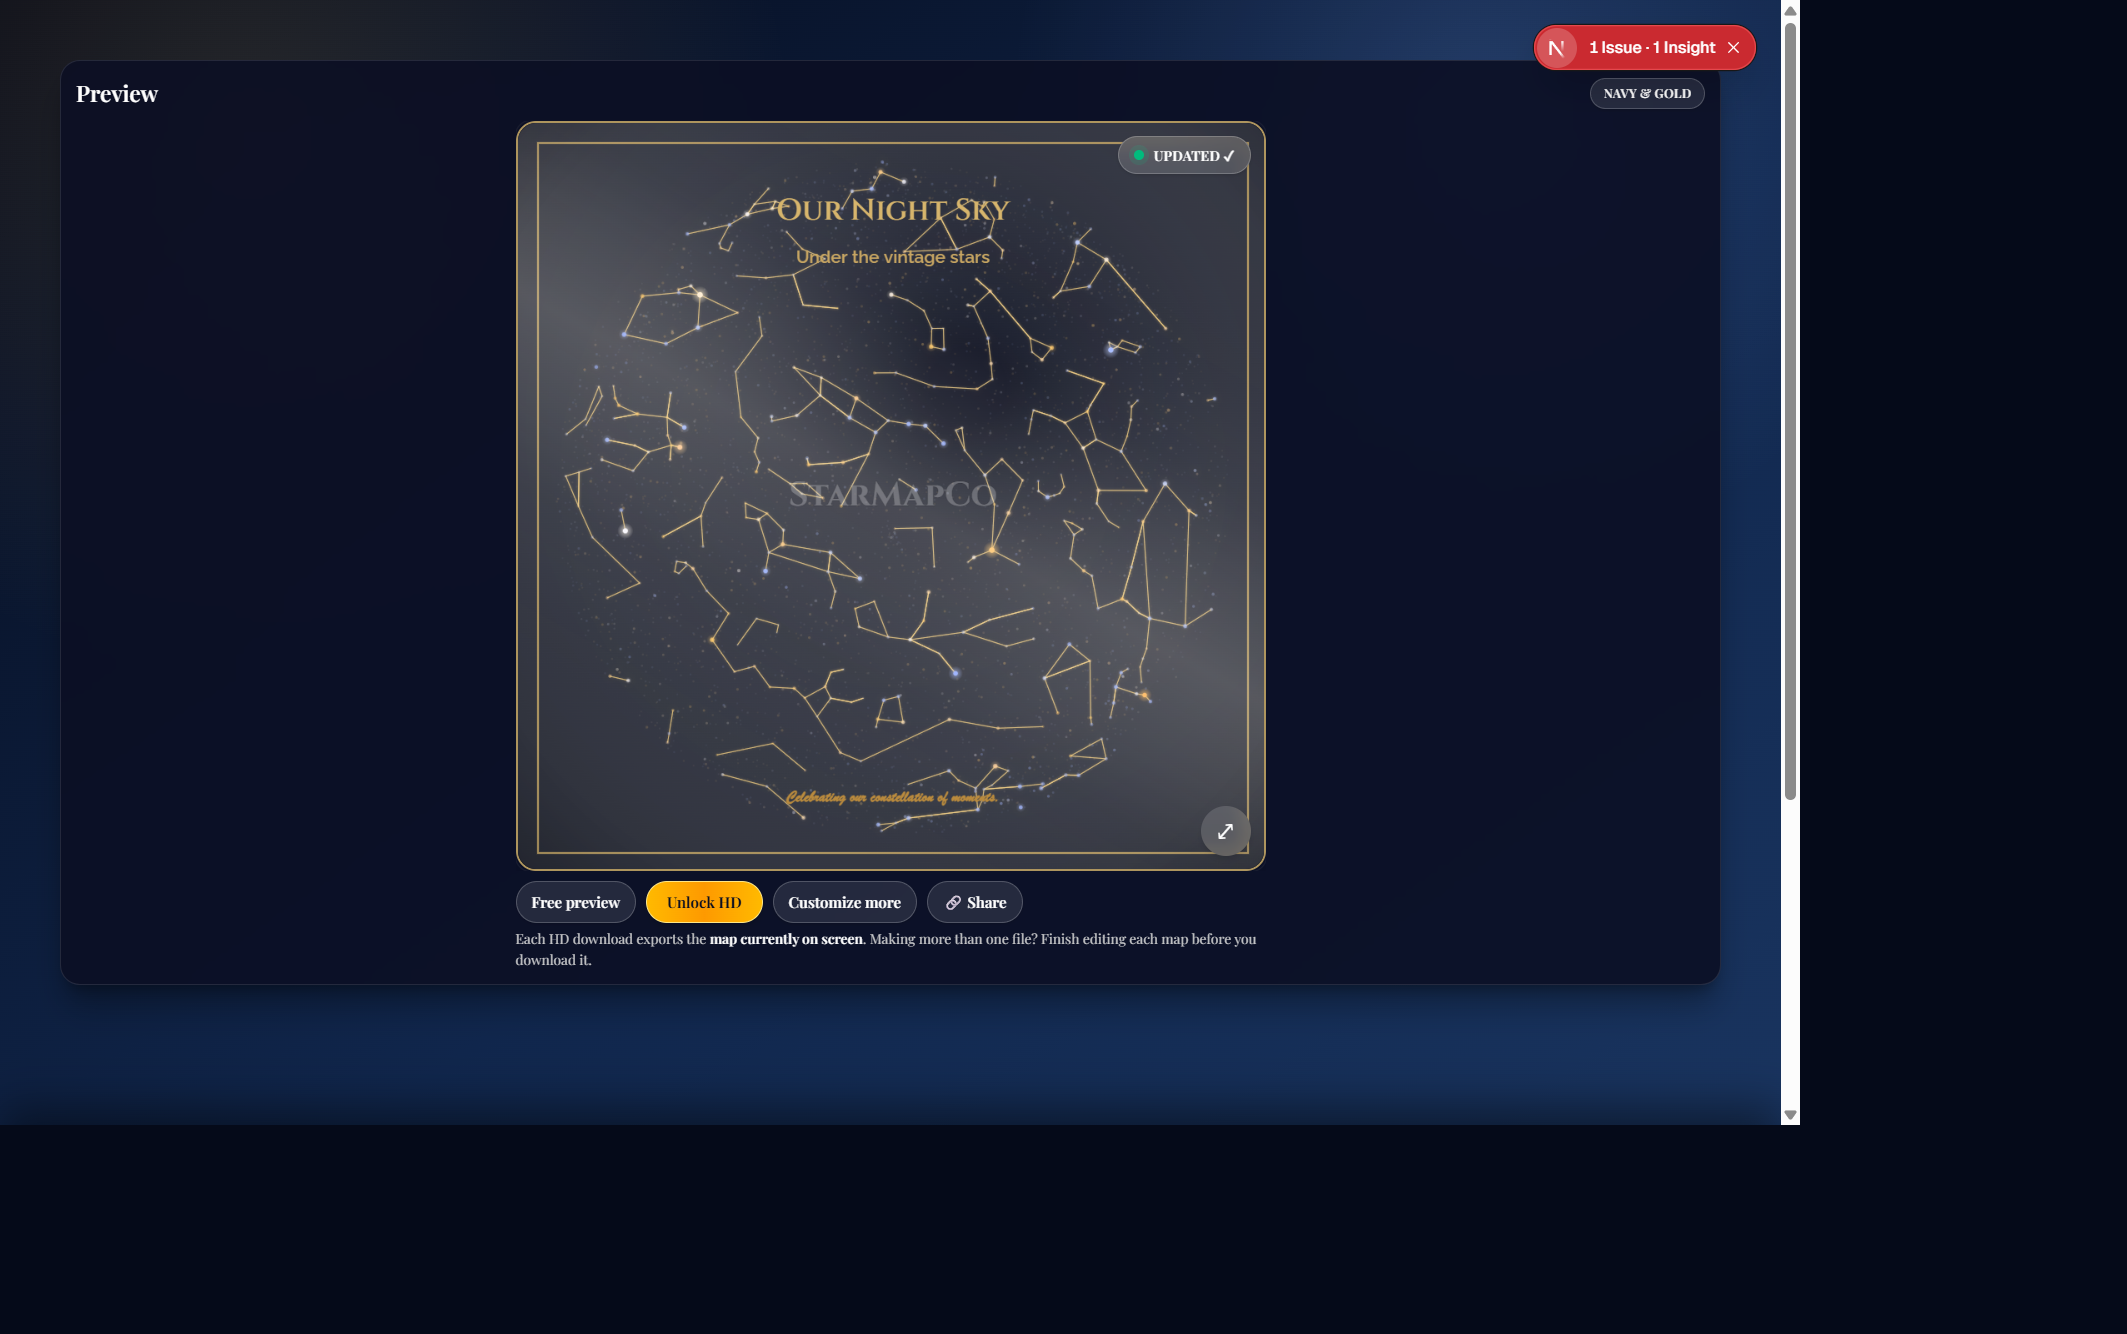 1 Issue · 1 Insight
Preview
NAVY & GOLD
UPDATED ✓
OUR NIGHT SKY
Under the vintage stars
STARMAPCO
Celebrating our constellation of moments.
Free preview
Unlock HD
Customize more
Share
Each HD download exports the map currently on screen. Making more than one file? Finish editing each map before you
download it.